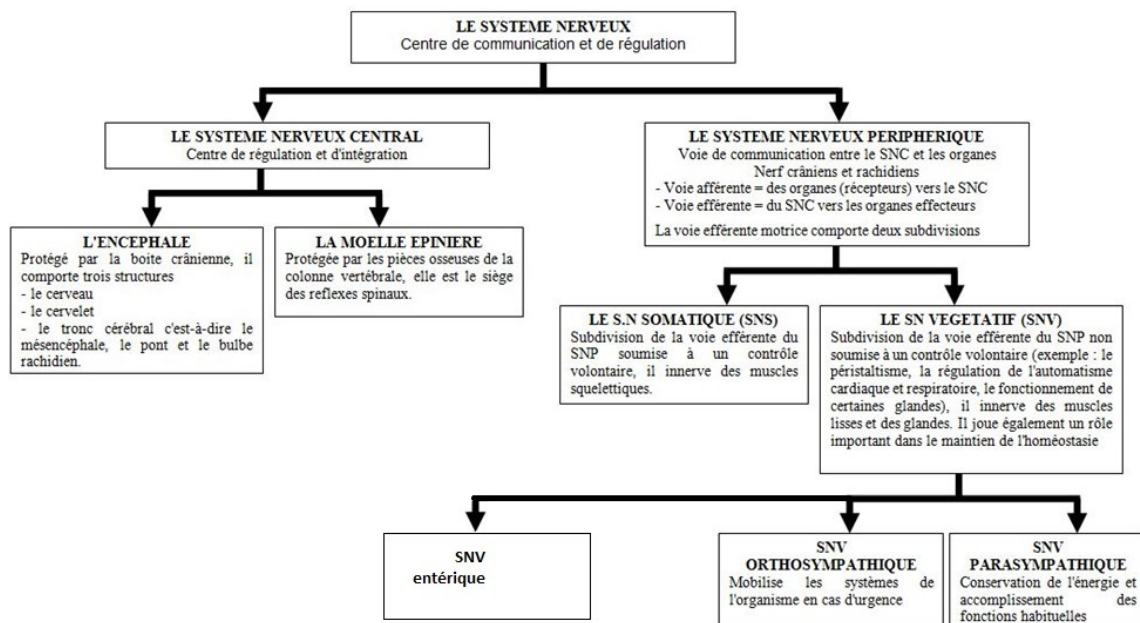 LE SYSTEME NERVEUX
Centre de communication et de régulation
LE SYSTEME NERVEUX CENTRAL
Centre de régulation et d'intégration
LE SYSTEME NERVEUX PERIPHERIQUE
Voie de communication entre le SNC et les organes
Nerf crâniens et rachidiens
- Voie afférente = des organes (récepteurs) vers le SNC
- Voie efférente = du SNC vers les organes effecteurs
La voie efférente motrice comporte deux subdivisions
L'ENCEPHALE
Protégé par la boite crânienne, il
comporte trois structures
- le cerveau
- le cervelet
- le tronc cérébral c'est-à-dire le
mésencéphale, le pont et le bulbe
rachidien.
LA MOELLE EPINIERE
Protégée par les pièces osseuses de la
colonne vertébrale, elle est le siège
des reflexes spinaux.
LE S.N SOMATIQUE (SNS)
Subdivision de la voie efférente du
SNP soumise à un contrôle
volontaire, il innerve des muscles
squelettiques.
LE SN VEGETATIF (SNV)
Subdivision de la voie efférente du SNP non
soumise à un contrôle volontaire (exemple : le
péristaltisme, la régulation de l'automatisme
cardiaque et respiratoire, le fonctionnement de
certaines glandes), il innerve des muscles
lisses et des glandes. Il joue également un rôle
important dans le maintien de l'homéostasie
SNV
entérique
SNV
ORTHOSYMPATHIQUE
Mobilise les systèmes de
l'organisme en cas d'urgence
SNV
PARASYMPATHIQUE
Conservation de l'énergie et
accomplissement des
fonctions habituelles